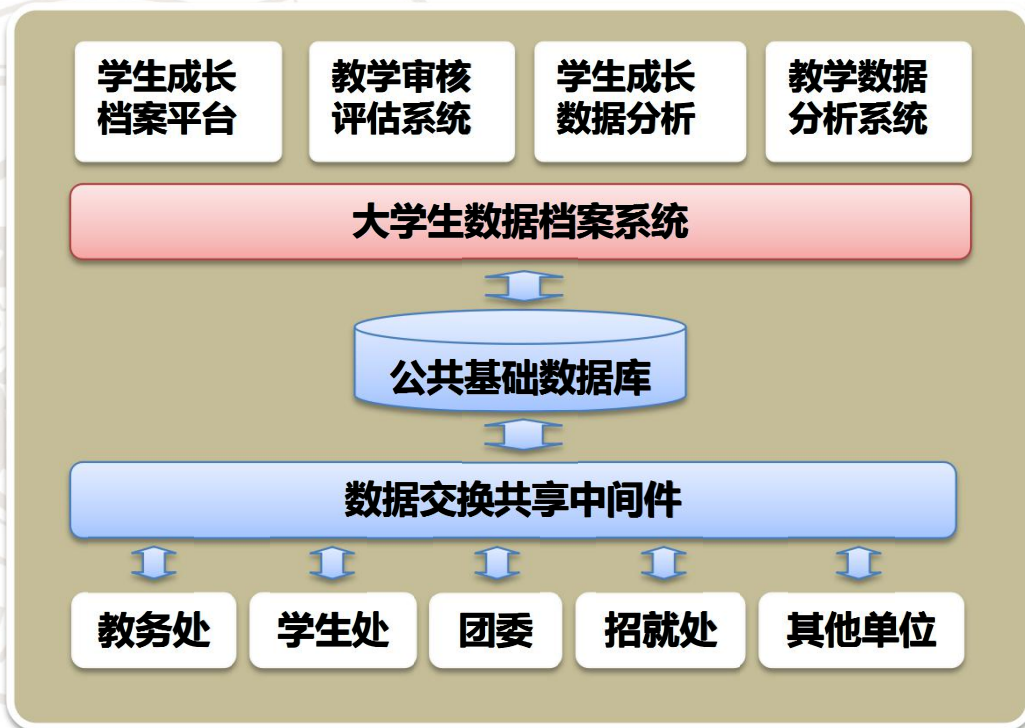 学生成长
档案平台
教学审核
评估系统
学生成长
数据分析
教学数据
分析系统
大学生数据档案系统
公共基础数据库
数据交换共享中间件
教务处
学生处
团委
招就处
其他单位